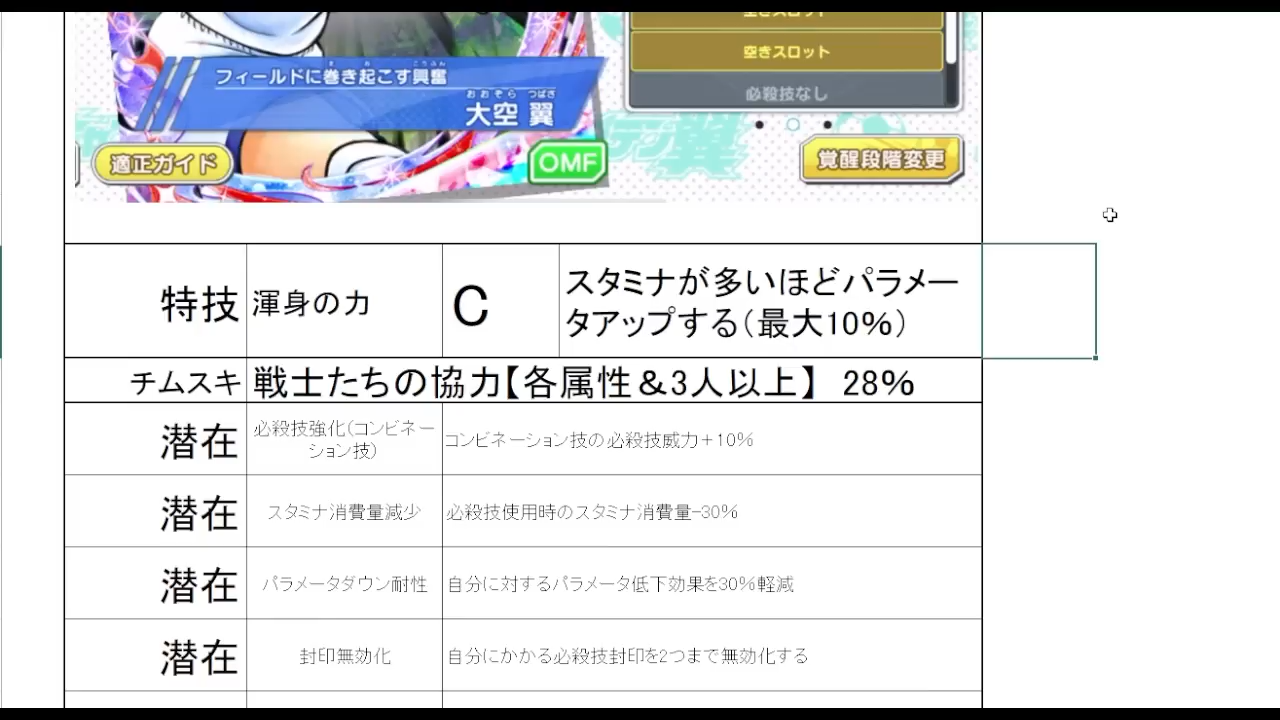 空きスロット
空きスロット
必殺技なし
フィールドに巻き起こす興奮
おおぞら つばさ
大空 翼
適正ガイド
OMF
覚醒段階変更
特技 渾身の力 C スタミナが多いほどパラメー
タアップする（最大10％）
チムスキ 戦士たちの協力【各属性＆3人以上】 28％
潜在 必殺技強化（コンビネー
ション技） コンビネーション技の必殺技威力＋10％
潜在 スタミナ消費量減少 必殺技使用時のスタミナ消費量-30％
潜在 パラメータダウン耐性 自分に対するパラメータ低下効果を30％軽減
潜在 封印無効化 自分にかかる必殺技封印を2つまで無効化する